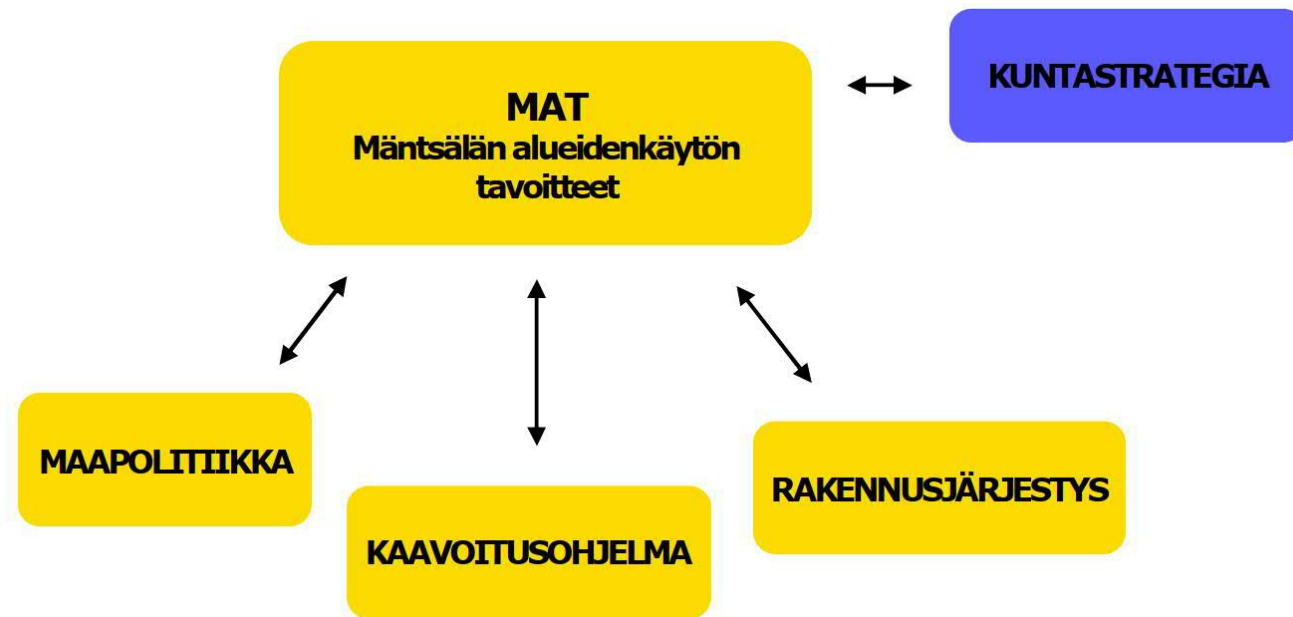 KUNTASTRATEGIA
MAT
Mäntsälän alueidenkäytön
tavoitteet
MAAPOLITIIKKA
RAKENNUSJÄRJESTYS
KAAVOITUSOHJELMA